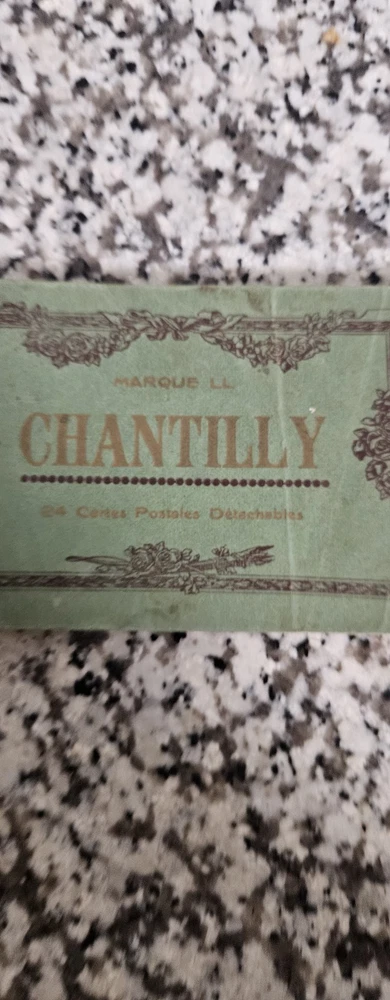 MARQUE LL
CHANTILLY
24 Cartes Postales Détachables